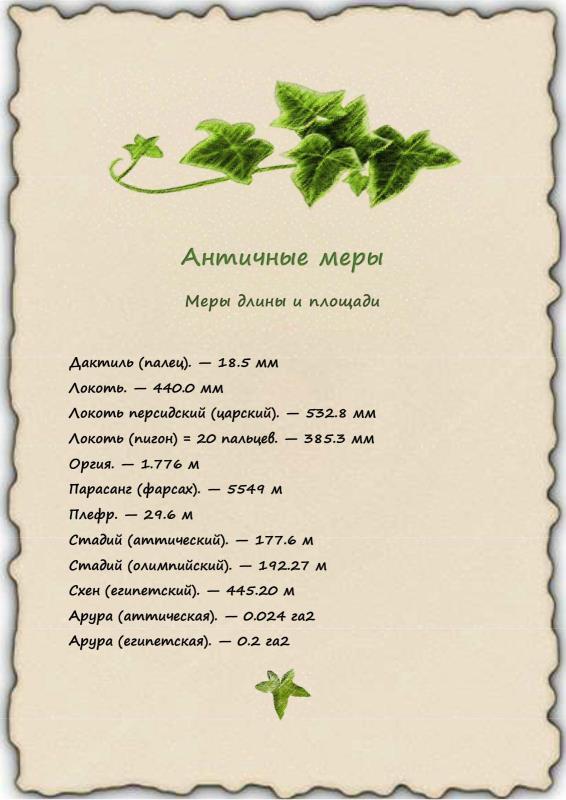 Античные меры
Меры длины и площади
Дактиль (палец). — 18.5 мм
Локоть. — 440.0 мм
Локоть персидский (царский). — 532.8 мм
Локоть (пигон) = 20 пальцев. — 385.3 мм
Оргия. — 1.776 м
Парасанг (фарсах). — 5549 м
Плефр. — 29.6 м
Стадий (аттический). — 177.6 м
Стадий (олимпийский). — 192.27 м
Схен (египетский). — 445.20 м
Арура (аттическая). — 0.024 га2
Арура (египетская). — 0.2 га2